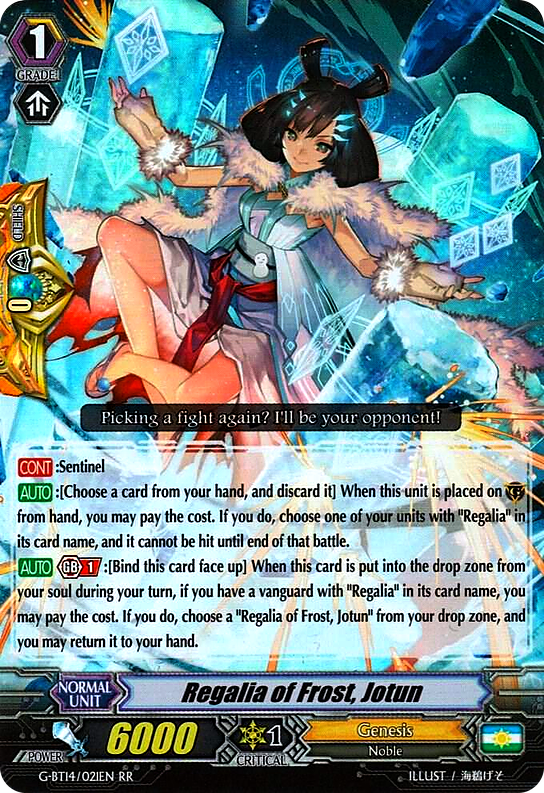 1
GRADE
SHIELD
0
Picking a fight again? I'll be your opponent!
CONT :Sentinel
AUTO :[Choose a card from your hand, and discard it] When this unit is placed on
from hand, you may pay the cost. If you do, choose one of your units with "Regalia" in
its card name, and it cannot be hit until end of that battle.
AUTO GB 1 :[Bind this card face up] When this card is put into the drop zone from
your soul during your turn, if you have a vanguard with "Regalia" in its card name, you
may pay the cost. If you do, choose a "Regalia of Frost, Jotun" from your drop zone, and
you may return it to your hand.
NORMAL
UNIT
Regalia of Frost, Jotun
POWER
6000
1
CRITICAL
Genesis
Noble
G-BT14/021EN RR
ILLUST / 海鵜げそ